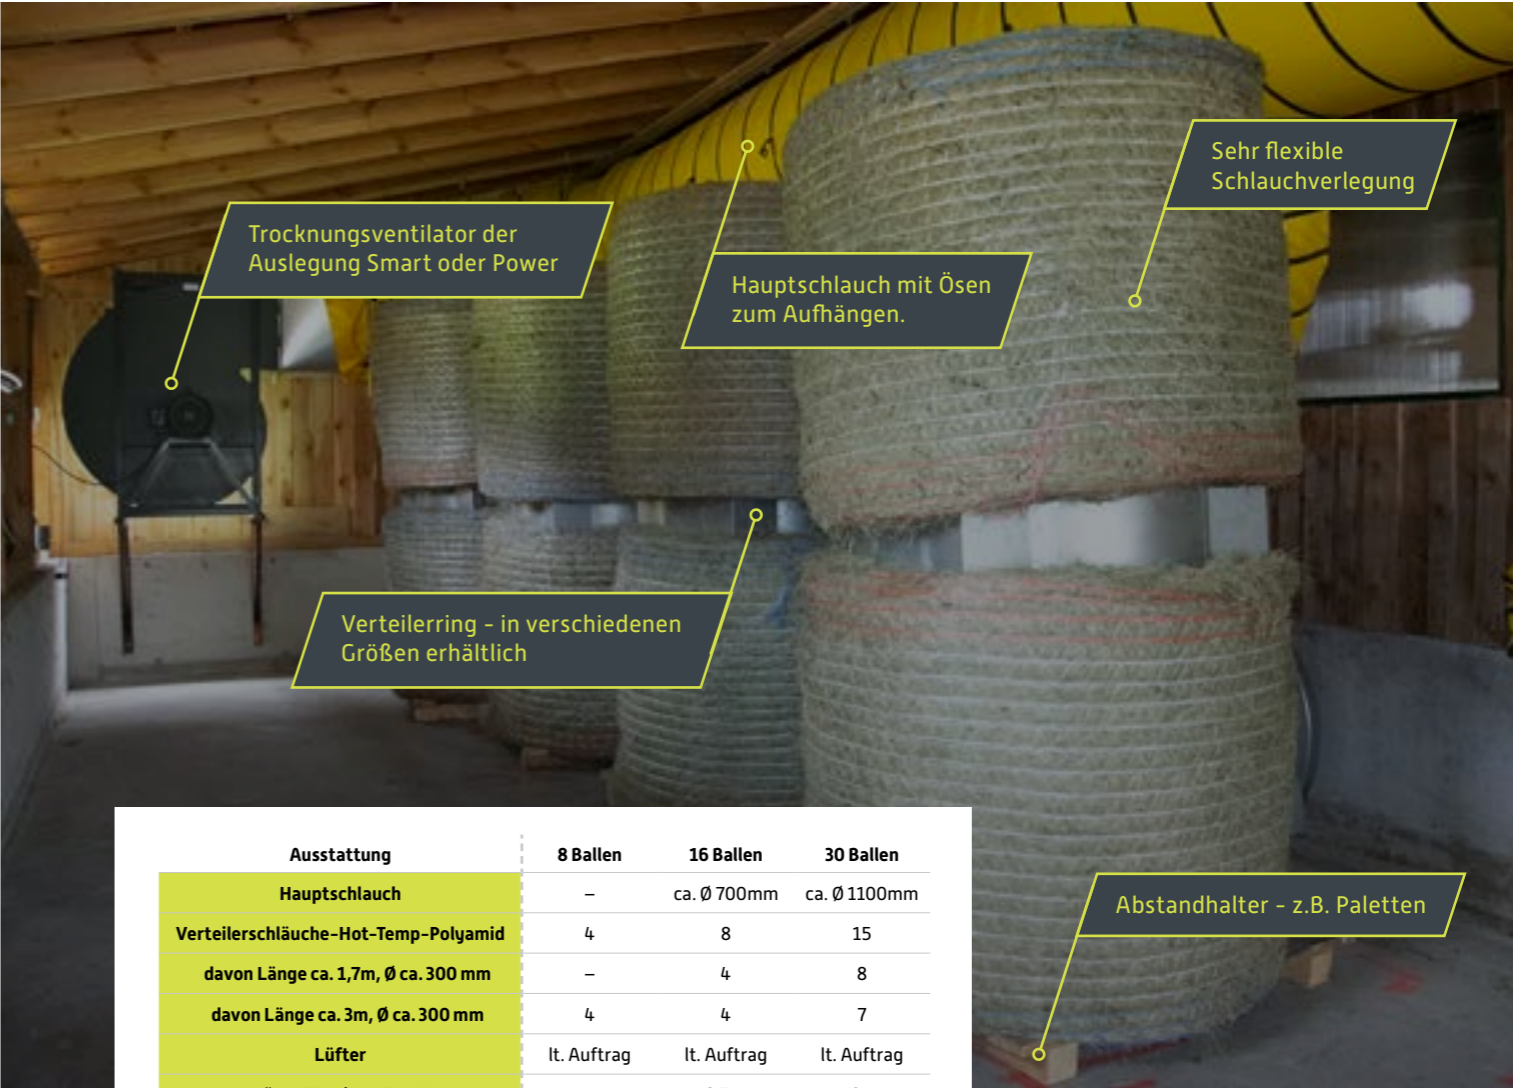 Sehr flexible
Schlauchverlegung
Trocknungsventilator der
Auslegung Smart oder Power
Hauptschlauch mit Ösen
zum Aufhängen.
Verteilerring - in verschiedenen
Größen erhältlich
Abstandhalter - z.B. Paletten
Ausstattung 8 Ballen 16 Ballen 30 Ballen
Hauptschlauch – ca. Ø 700mm ca. Ø 1100mm
Verteilerschläuche-Hot-Temp-Polyamid 4 8 15
davon Länge ca. 1,7m, Ø ca. 300 mm – 4 8
davon Länge ca. 3m, Ø ca. 300 mm 4 4 7
Lüfter lt. Auftrag lt. Auftrag lt. Auftrag